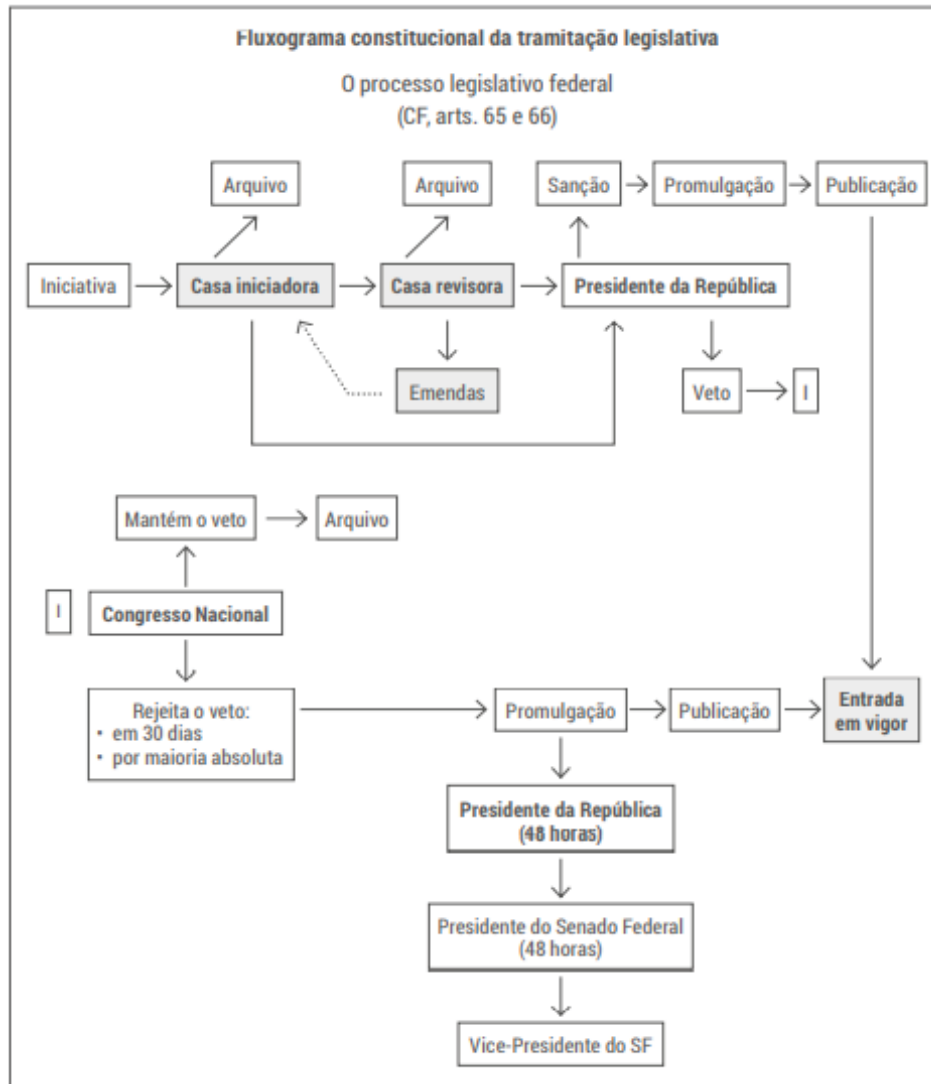 Fluxograma constitucional da tramitação legislativa
O processo legislativo federal
(CF, arts. 65 e 66)
Arquivo
Arquivo
Sanção
Promulgação
Publicação
Iniciativa
Casa iniciadora
Casa revisora
Presidente da República
Emendas
Veto
I
Mantém o veto
Arquivo
I
Congresso Nacional
Rejeita o veto:
• em 30 dias
• por maioria absoluta
Promulgação
Publicação
Entrada
em vigor
Presidente da República
(48 horas)
Presidente do Senado Federal
(48 horas)
Vice-Presidente do SF